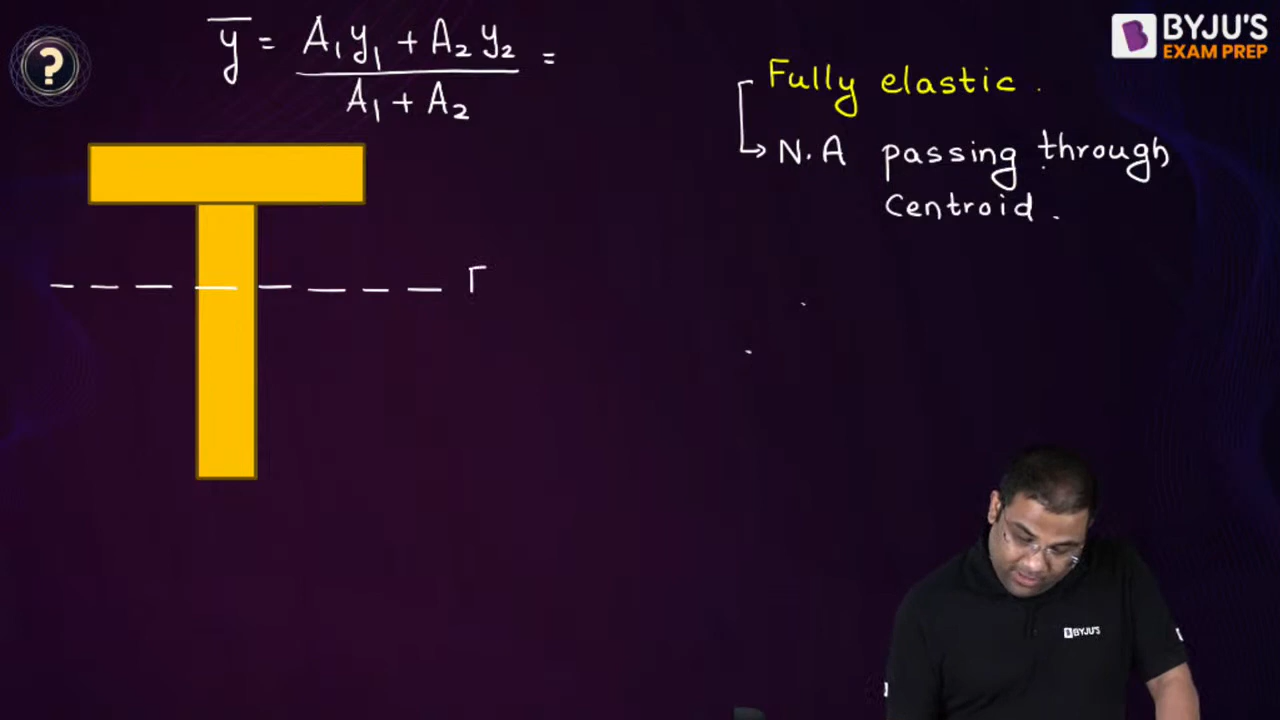 ?
y̅ = A₁y₁ + A₂y₂ =
A₁ + A₂
BYJU'S
EXAM PREP
Fully elastic .
→ N.A passing through
Centroid .
BYJU'S